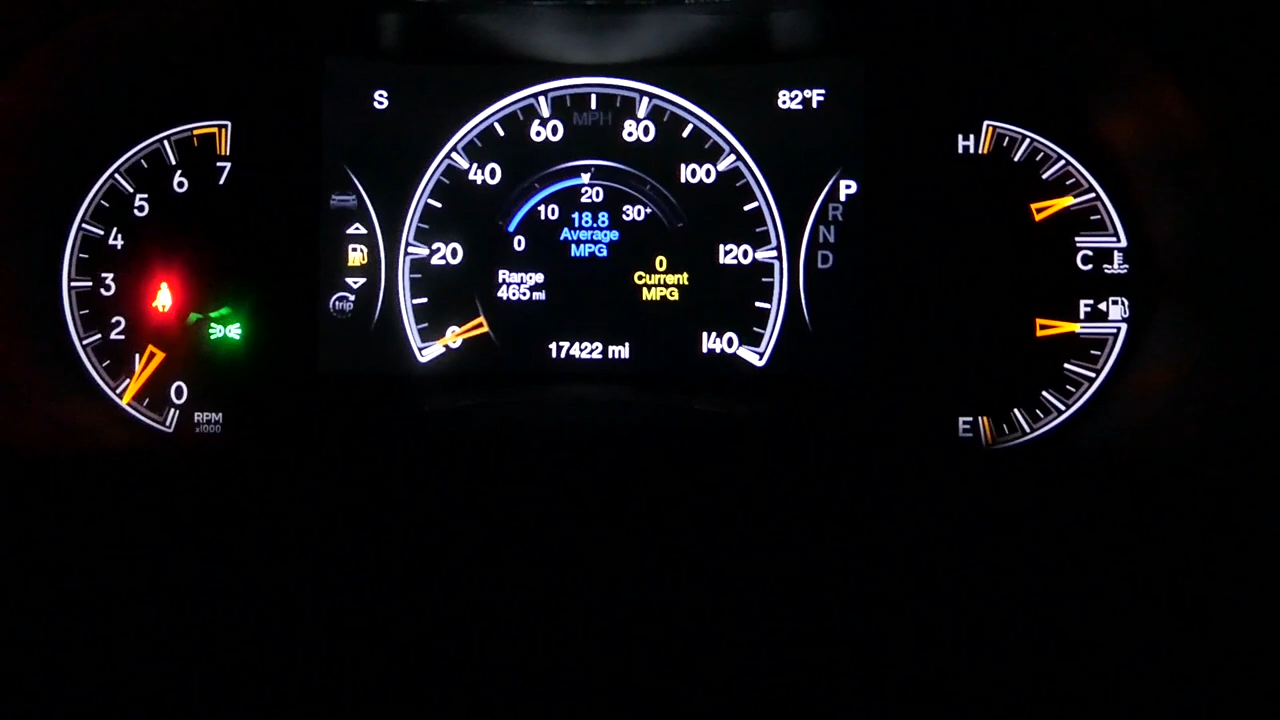 S
82°F
7
6
5
4
3
2
1
0
RPM
x1000
MPH
0
20
40
60
80
100
120
140
0
10
20
30+
18.8
Average
MPG
Range
465 mi
0
Current
MPG
17422 mi
trip
P
R
N
D
H
C
F
E